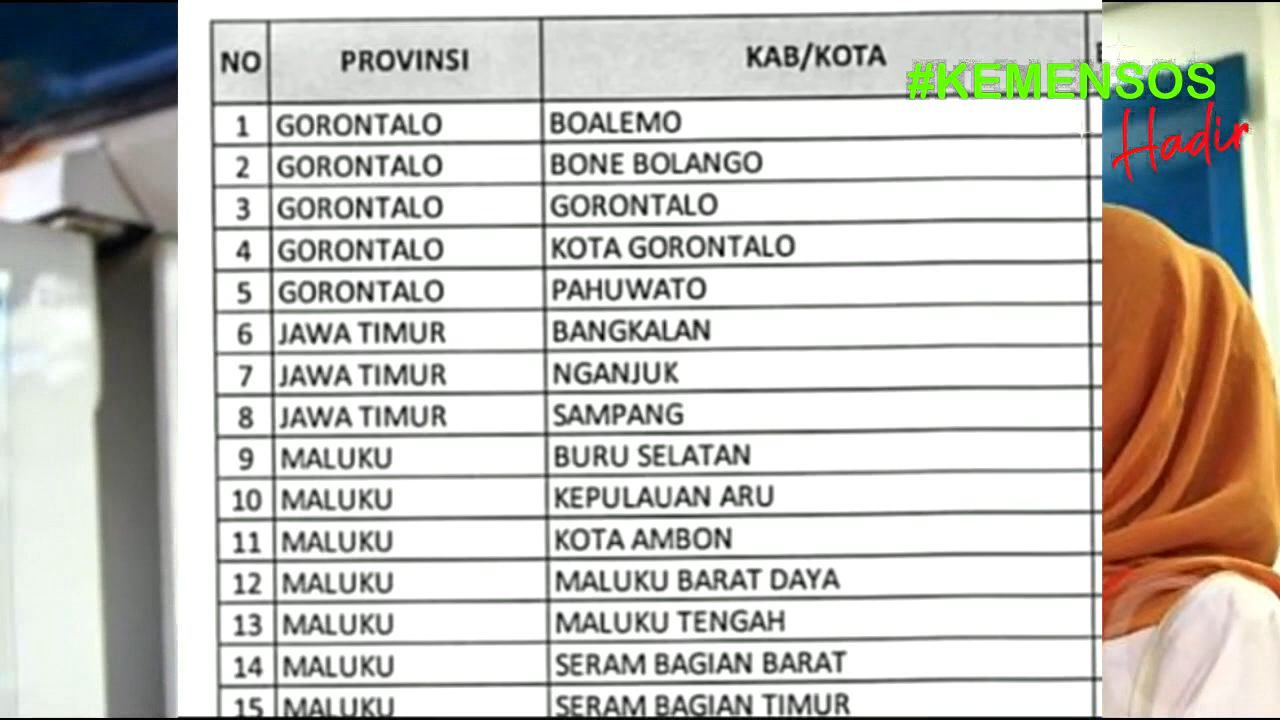 NO PROVINSI KAB/KOTA
#KEMENSOS
Hadir
1 GORONTALO BOALEMO
2 GORONTALO BONE BOLANGO
3 GORONTALO GORONTALO
4 GORONTALO KOTA GORONTALO
5 GORONTALO PAHUWATO
6 JAWA TIMUR BANGKALAN
7 JAWA TIMUR NGANJUK
8 JAWA TIMUR SAMPANG
9 MALUKU BURU SELATAN
10 MALUKU KEPULAUAN ARU
11 MALUKU KOTA AMBON
12 MALUKU MALUKU BARAT DAYA
13 MALUKU MALUKU TENGAH
14 MALUKU SERAM BAGIAN BARAT
15 MALUKU SERAM BAGIAN TIMUR